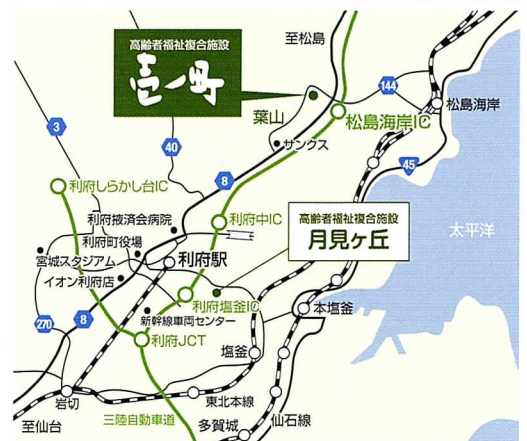 至松島
高齢者福祉複合施設
壱ノ町
144
葉山
松島海岸
松島海岸IC
3
サンクス
40
45
8
利府しらかし台IC
高齢者福祉複合施設
月見ヶ丘
利府掖済会病院
利府中IC
太平洋
利府町役場
宮城スタジアム
利府駅
イオン利府店
利府塩釜IC
本塩釜
270
8
新幹線車両センター
利府JCT
塩釜
岩切
東北本線
至仙台
三陸自動車道
仙石線
多賀城